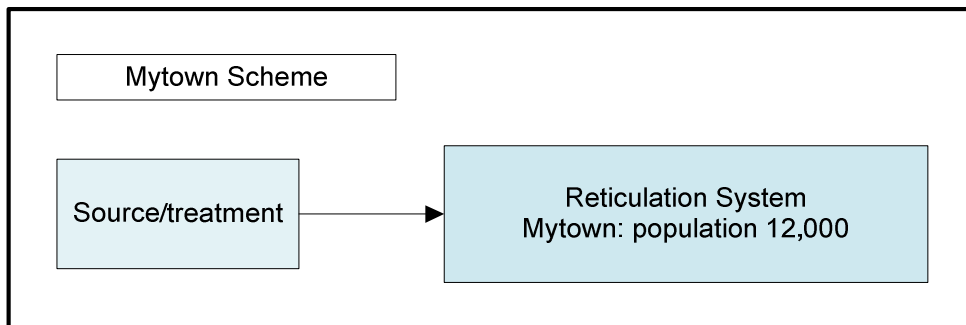 Mytown Scheme
Source/treatment
Reticulation System
Mytown: population 12,000